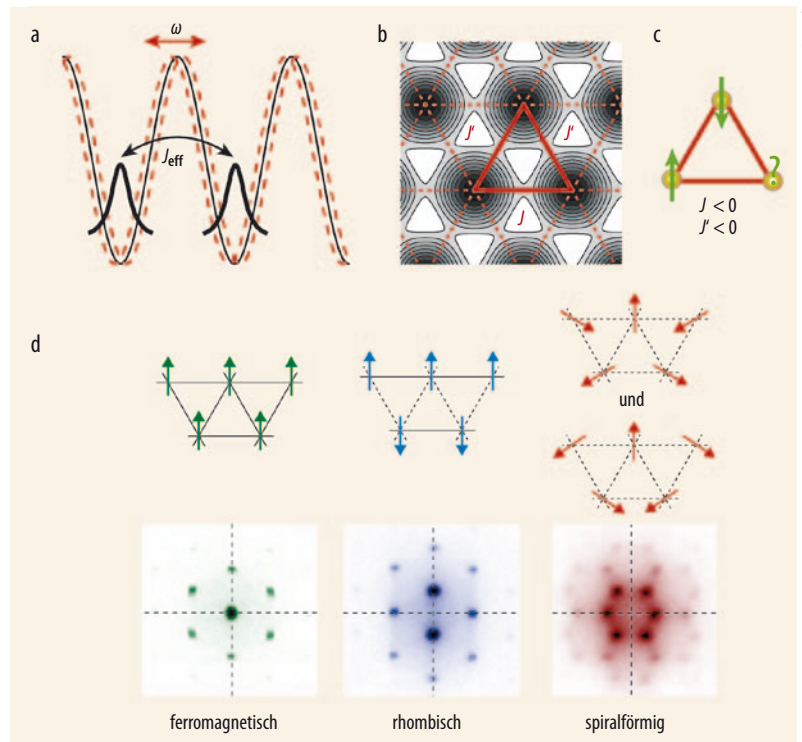 a
ω
J_eff
b
J' J'
J
c
?
J < 0
J' < 0
d
und
ferromagnetisch rhombisch spiralförmig